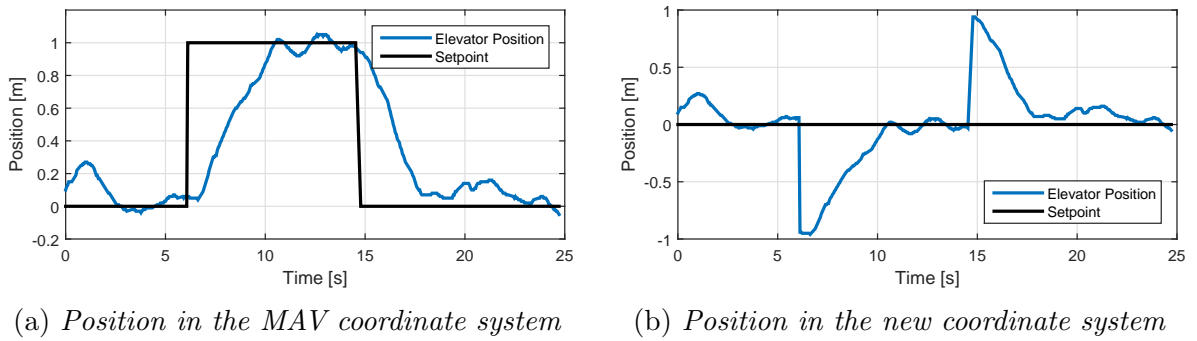 Position [m]
1
0.8
0.6
0.4
0.2
0
-0.2
Elevator Position
Setpoint
0 5 10 15 20 25
Time [s]
(a) Position in the MAV coordinate system
Position [m]
1
0.5
0
-0.5
-1
Elevator Position
Setpoint
0 5 10 15 20 25
Time [s]
(b) Position in the new coordinate system